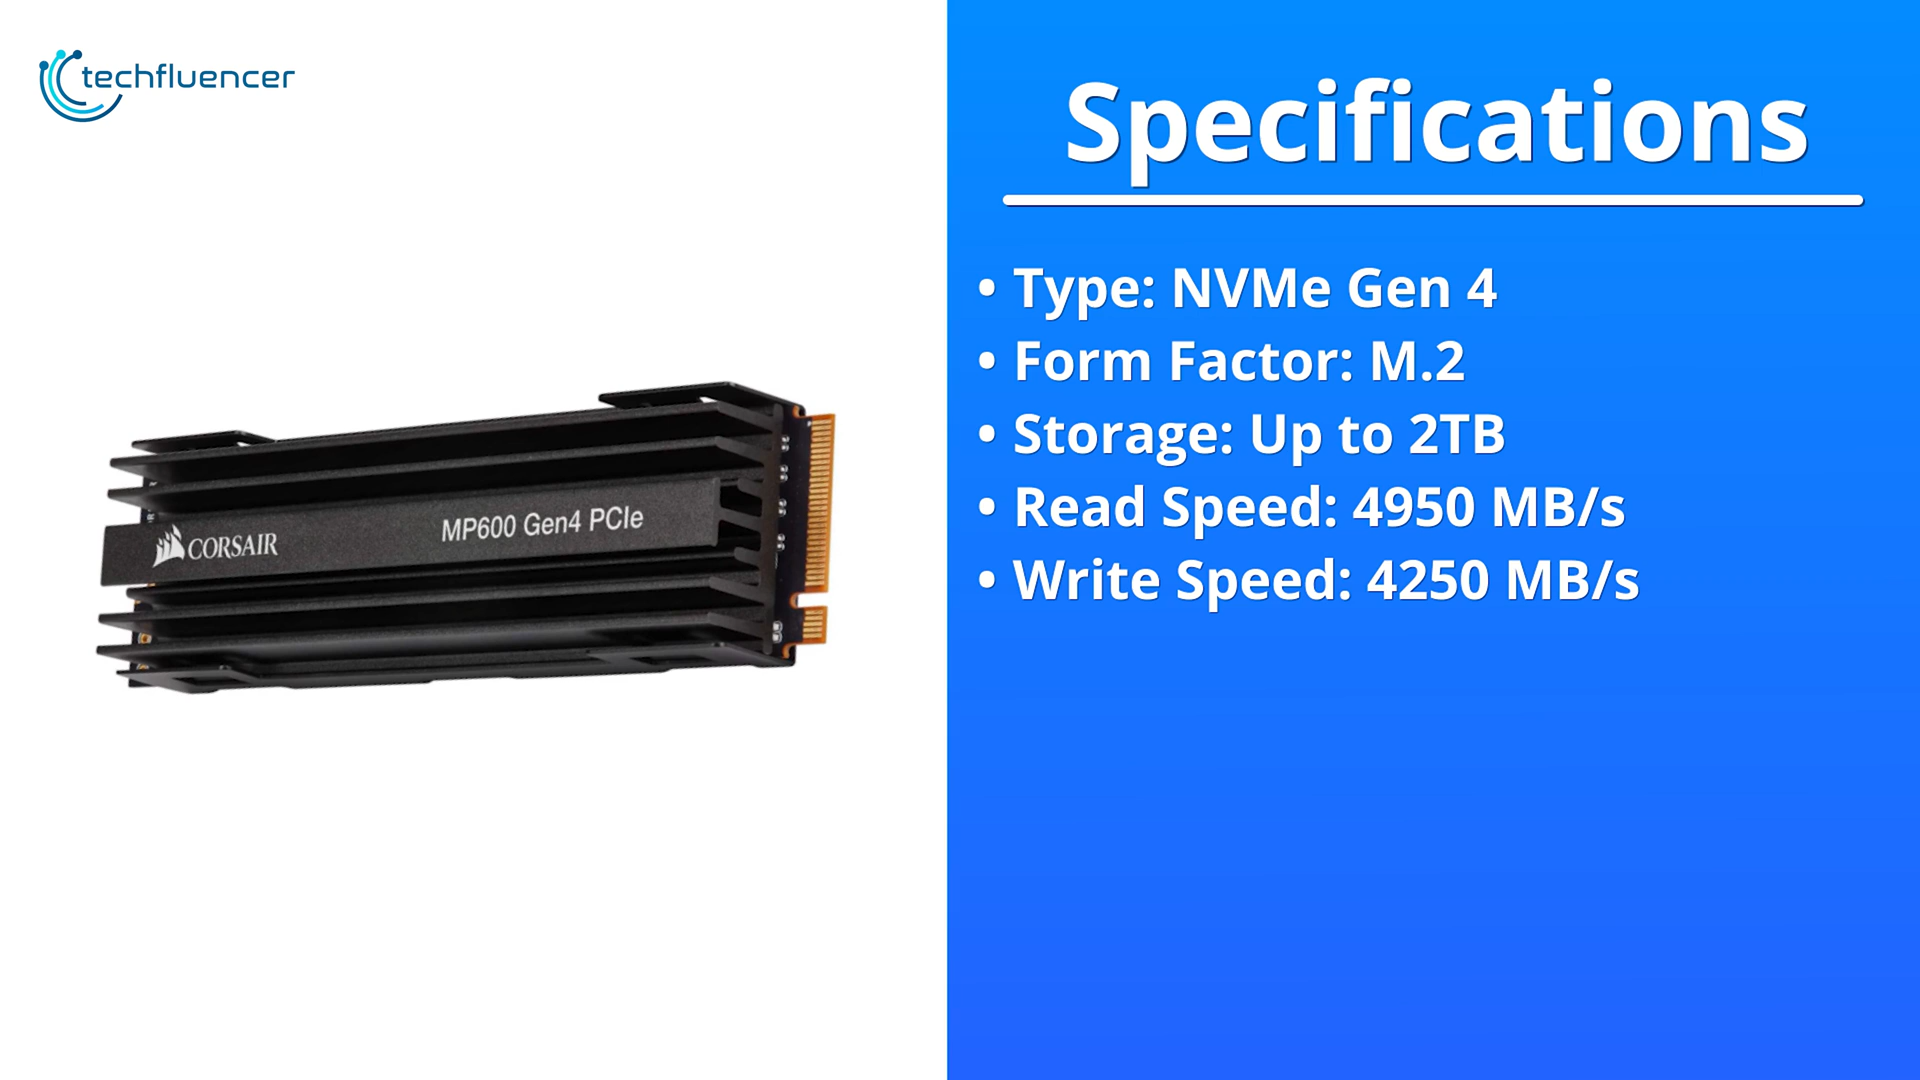 techfluencer
CORSAIR
MP600 Gen4 PCIe
Specifications
• Type: NVMe Gen 4
• Form Factor: M.2
• Storage: Up to 2TB
• Read Speed: 4950 MB/s
• Write Speed: 4250 MB/s